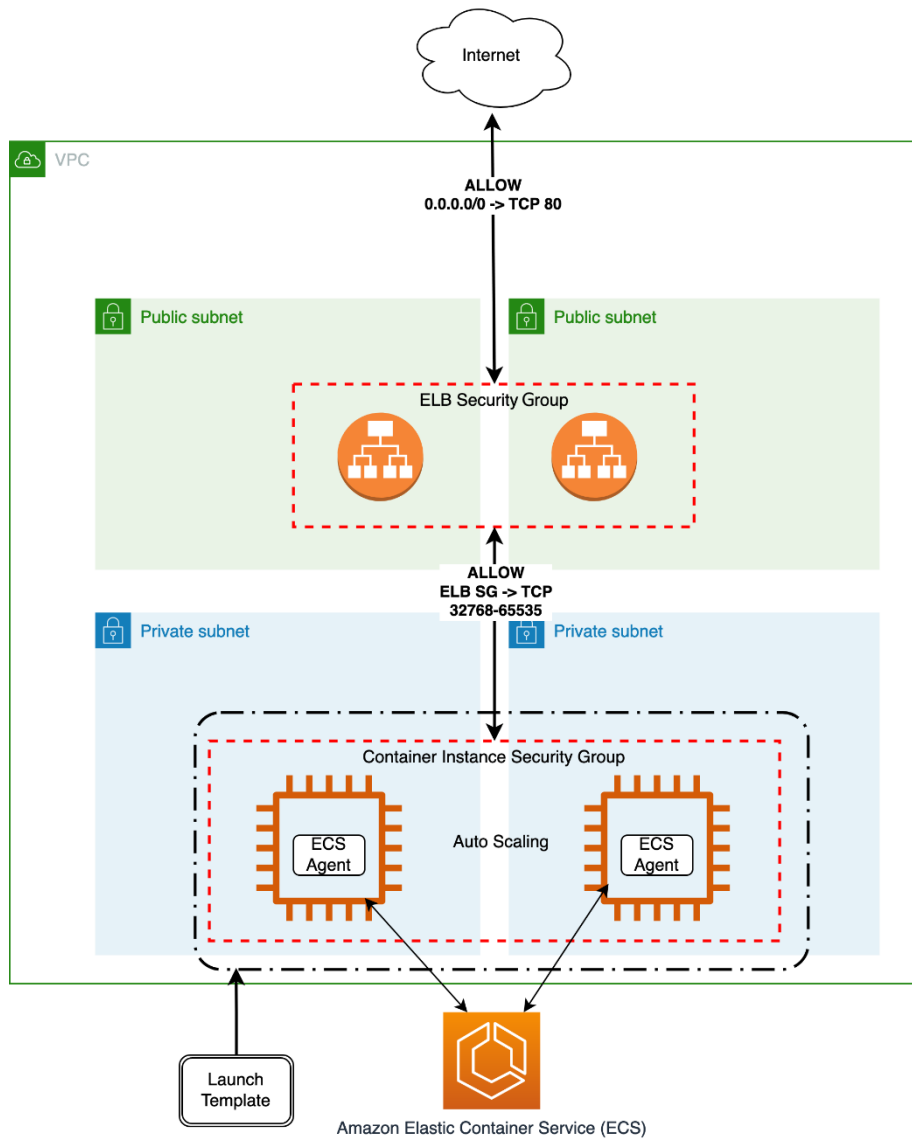 Internet
VPC
ALLOW
0.0.0.0/0 -> TCP 80
Public subnet
Public subnet
ELB Security Group
ALLOW
ELB SG -> TCP
32768-65535
Private subnet
Private subnet
Container Instance Security Group
ECS
Agent
Auto Scaling
ECS
Agent
Launch
Template
Amazon Elastic Container Service (ECS)